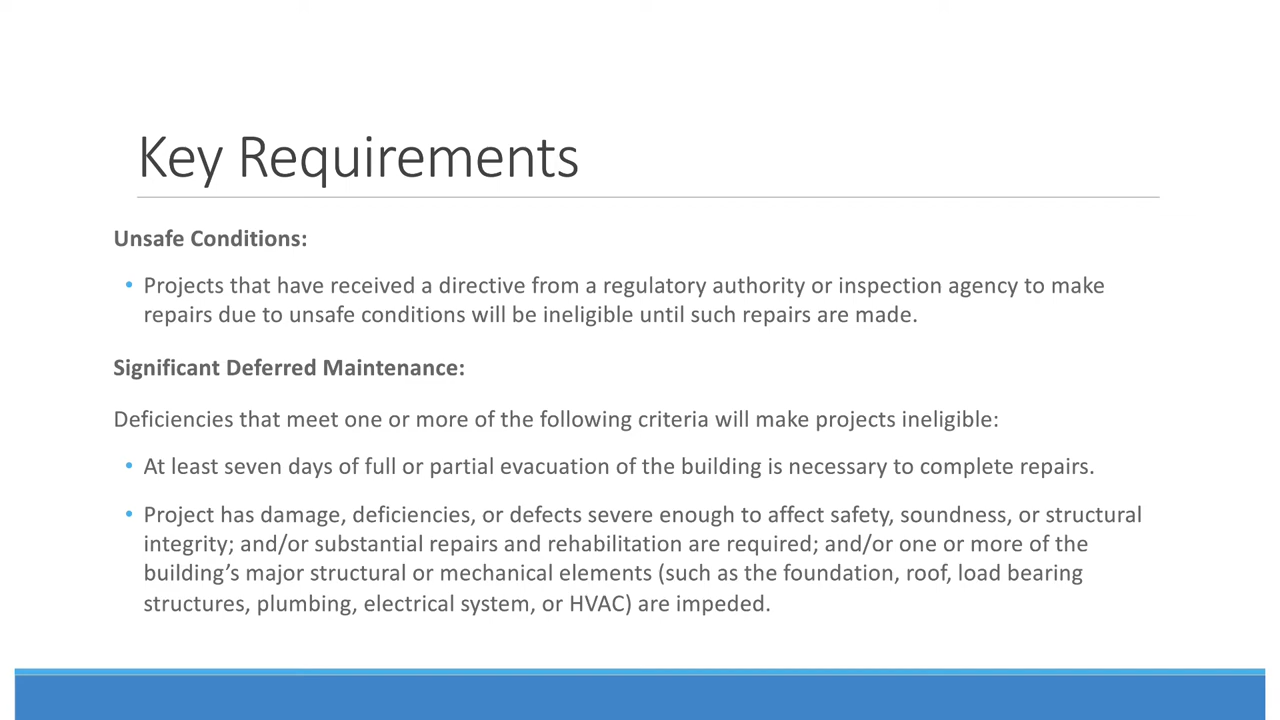 Key Requirements
Unsafe Conditions:
• Projects that have received a directive from a regulatory authority or inspection agency to make
repairs due to unsafe conditions will be ineligible until such repairs are made.
Significant Deferred Maintenance:
Deficiencies that meet one or more of the following criteria will make projects ineligible:
• At least seven days of full or partial evacuation of the building is necessary to complete repairs.
• Project has damage, deficiencies, or defects severe enough to affect safety, soundness, or structural
integrity; and/or substantial repairs and rehabilitation are required; and/or one or more of the
building’s major structural or mechanical elements (such as the foundation, roof, load bearing
structures, plumbing, electrical system, or HVAC) are impeded.